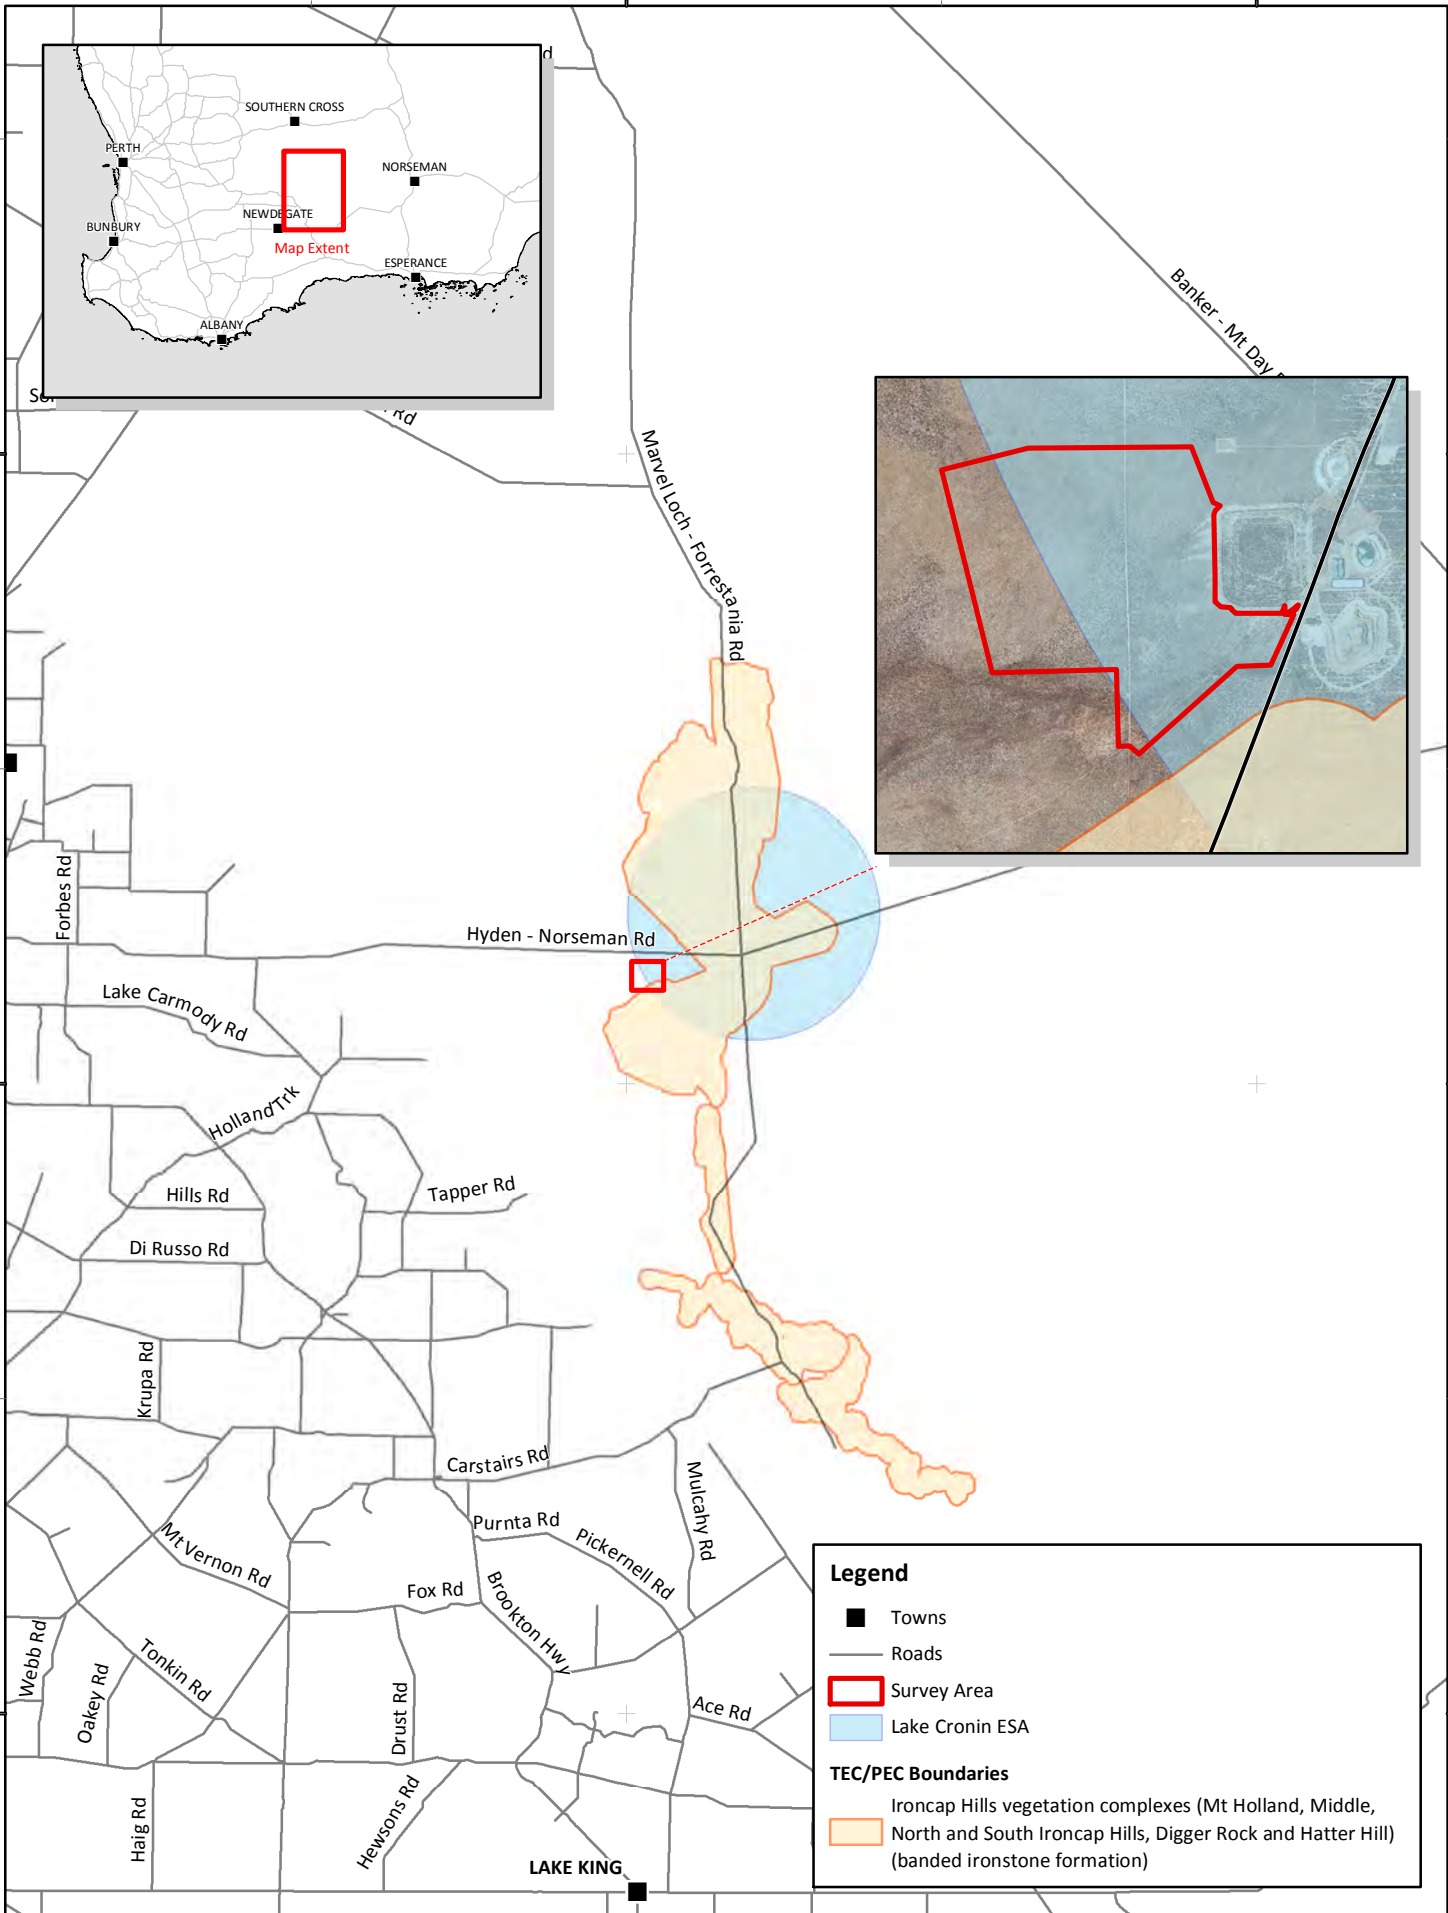 d
SOUTHERN CROSS
PERTH
NORSEMAN
NEWDEGATE
BUNBURY
Map Extent
ESPERANCE
ALBANY
Rd
Banker - Mt Day
Marvel Loch - Forrestania Rd
Forbes Rd
Hyden - Norseman Rd
Lake Carmody Rd
Holland Trk
Hills Rd
Tapper Rd
Di Russo Rd
Krupa Rd
Carstairs Rd
Mulcahy Rd
Purnta Rd
Pickernell Rd
Mt Vernon Rd
Fox Rd
Brookton Hwy
Webb Rd
Oakey Rd
Tonkin Rd
Drust Rd
Ace Rd
Haig Rd
Hewsons Rd
LAKE KING
Legend
Towns
Roads
Survey Area
Lake Cronin ESA
TEC/PEC Boundaries
Ironcap Hills vegetation complexes (Mt Holland, Middle,
North and South Ironcap Hills, Digger Rock and Hatter Hill)
(banded ironstone formation)